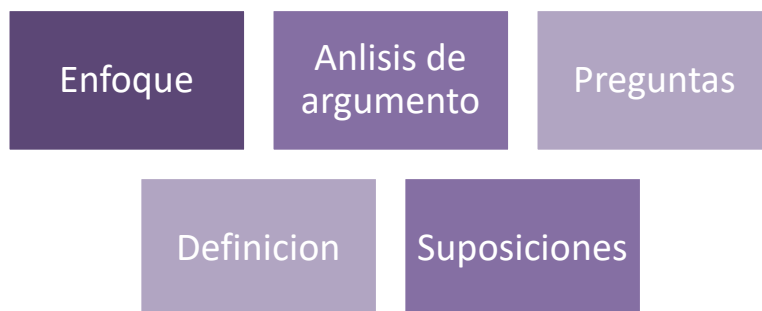 Enfoque
Anlisis de
argumento
Preguntas
Definicion
Suposiciones